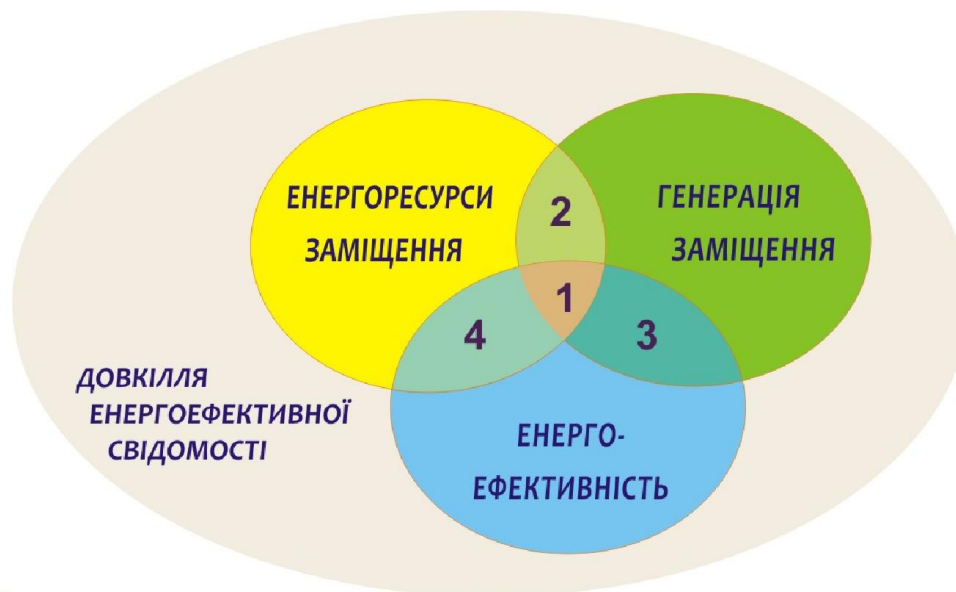 ЕНЕРГОРЕСУРСИ
ЗАМІЩЕННЯ
2
ГЕНЕРАЦІЯ
ЗАМІЩЕННЯ
1
4
3
ДОВКІЛЛЯ
ЕНЕРГОЕФЕКТИВНОЇ
СВІДОМОСТІ
ЕНЕРГО-
ЕФЕКТИВНІСТЬ